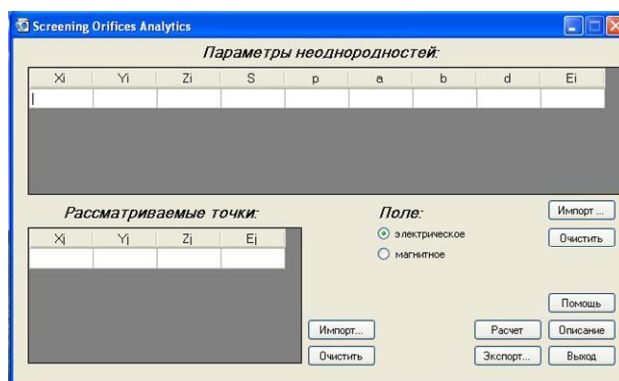 Screening Orifices Analytics
Параметры неоднородностей:
Xi Yi Zi S p a b d Ei
Рассматриваемые точки:
Xj Yj Zj Ej
Поле:
электрическое
магнитное
Импорт ...
Очистить
Импорт...
Очистить
Помощь
Расчет Описание
Экспорт... Выход